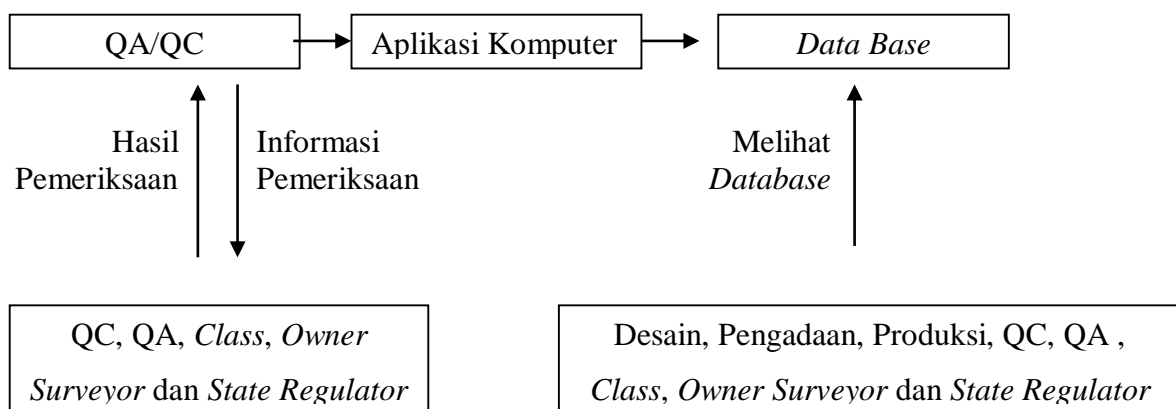 QA/QC
Aplikasi Komputer
Data Base
Hasil
Pemeriksaan
Informasi
Pemeriksaan
Melihat
Database
QC, QA, Class, Owner
Surveyor dan State Regulator
Desain, Pengadaan, Produksi, QC, QA ,
Class, Owner Surveyor dan State Regulator